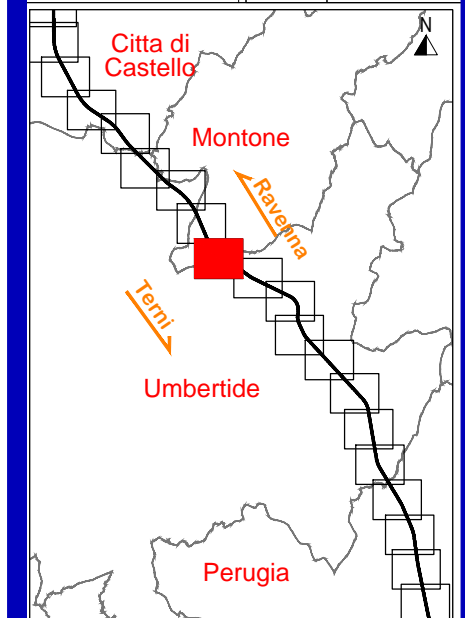 N
Citta di
Castello
Montone
Ravenna
Terni
Umbertide
Perugia